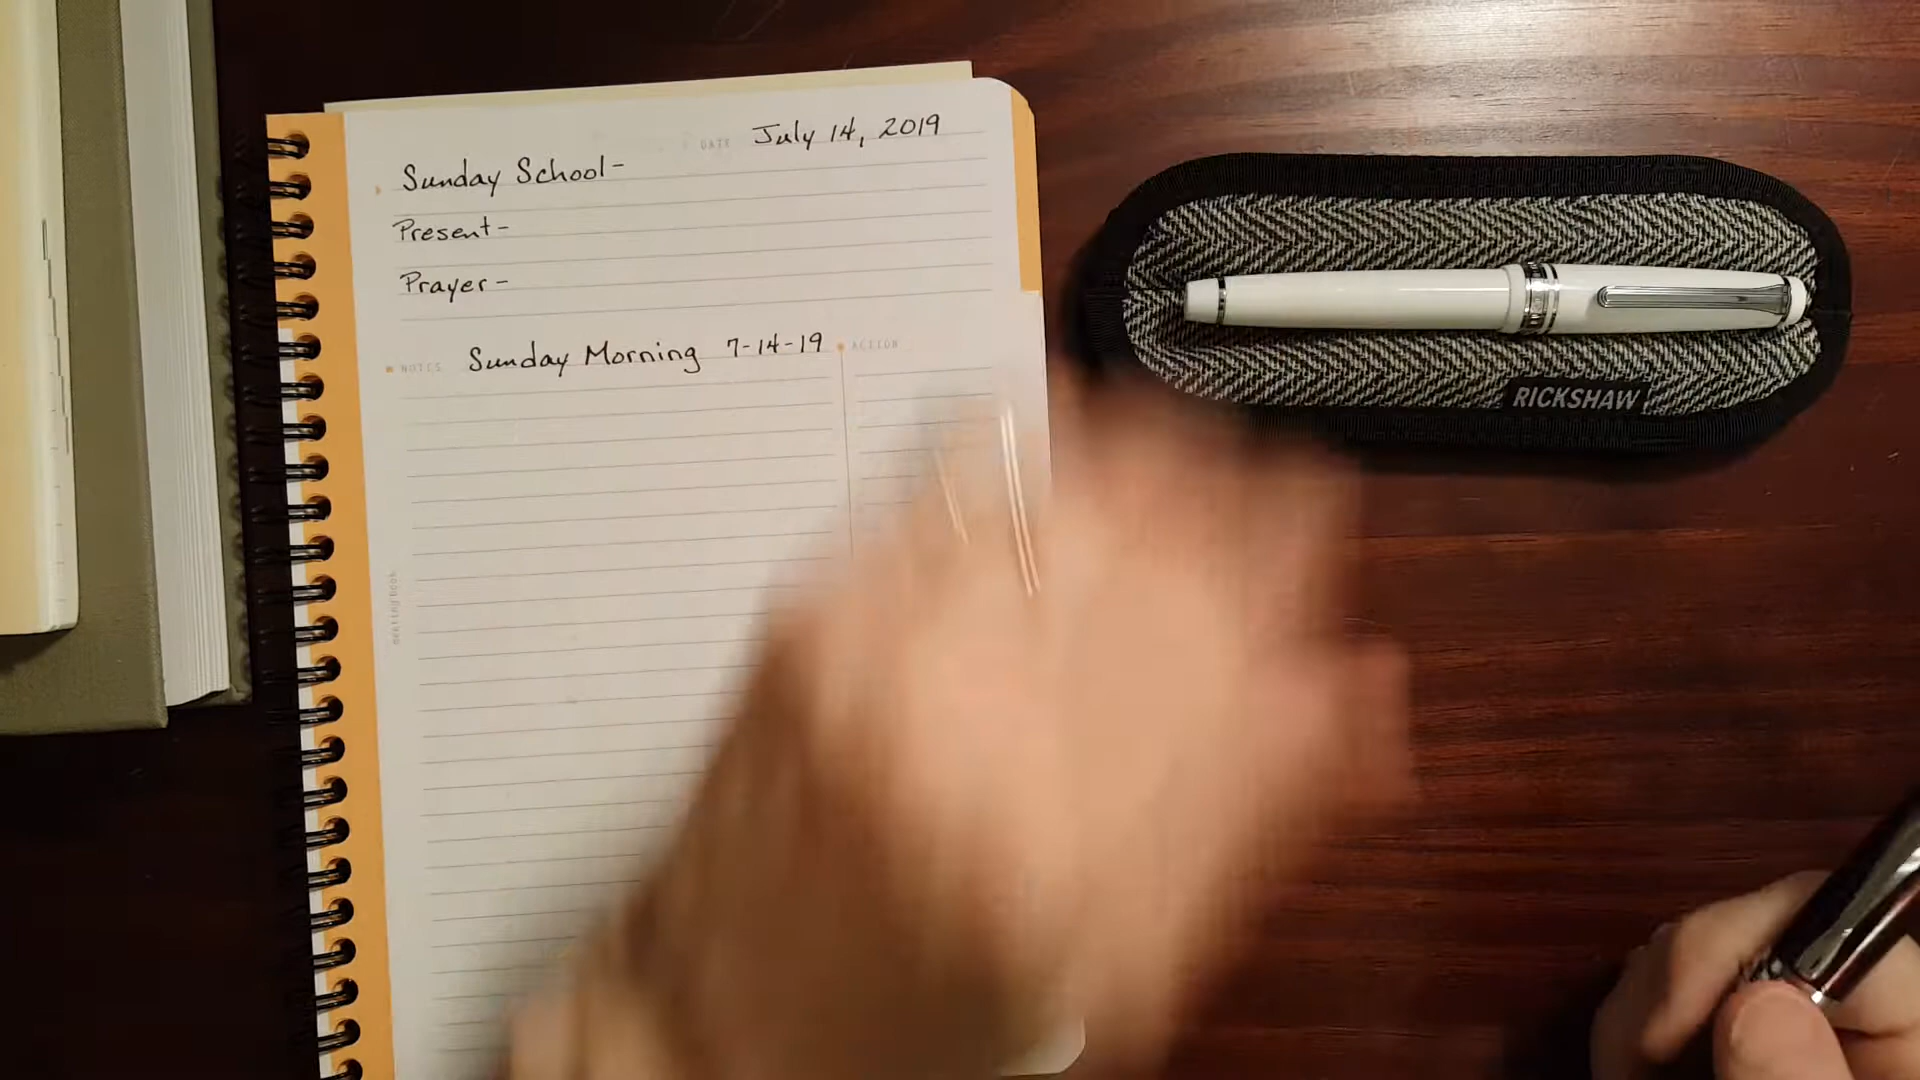 DATE July 14, 2019
Sunday School-
Present-
Prayer-
NOTES Sunday Morning 7-14-19 ACTION
RICKSHAW